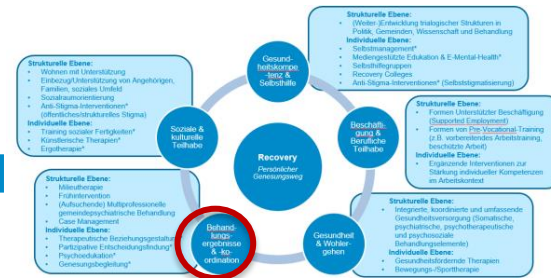 Strukturelle Ebene:
• (Weiter-)Entwicklung trialogischer Strukturen in
Politik, Gemeinden, Wissenschaft und Behandlung
Individuelle Ebene:
• Selbstmanagement*
• Mediengestützte Edukation & E-Mental-Health*
• Selbsthilfegruppen
• Recovery Colleges
• Anti-Stigma-Interventionen* (Selbststigmatisierung)
Gesund-
heitskompe
-tenz &
Selbsthilfe
Strukturelle Ebene:
• Wohnen mit Unterstützung
• Einbezug/Unterstützung von Angehörigen,
Familien, soziales Umfeld
• Sozialraumorientierung
• Anti-Stigma-Interventionen*
(öffentliches/strukturelles Stigma)
Individuelle Ebene:
• Training sozialer Fertigkeiten*
• Künstlerische Therapien*
• Ergotherapie*
Soziale &
kulturelle
Teilhabe
Beschäfti-
gung &
Berufliche
Teilhabe
Strukturelle Ebene:
• Formen Unterstützter Beschäftigung
(Supported Employment)
• Formen von Pre-Vocational-Training
(z.B. vorbereitendes Arbeitstraining,
beschützte Arbeit)
Individuelle Ebene:
• Ergänzende Interventionen zur
Stärkung individueller Kompetenzen
im Arbeitskontext
Recovery
Persönlicher
Genesungsweg
Strukturelle Ebene:
• Milieutherapie
• Frühintervention
• (Aufsuchende) Multiprofessionelle
gemeindepsychiatrische Behandlung
• Case Management
Individuelle Ebene:
• Therapeutische Beziehungsgestaltung
• Partizipative Entscheidungsfindung*
• Psychoedukation*
• Genesungsbegleitung*
Behand-
lungs-
ergebnisse
& -ko-
ordination
Gesundheit
& Wohler-
gehen
Strukturelle Ebene:
• Integrierte, koordinierte und umfassende
Gesundheitsversorgung (Somatische,
psychiatrische, psychotherapeutische
und psychosoziale
Behandlungselemente)
Individuelle Ebene:
• Gesundheitsfördernde Therapien
• Bewegungs-/Sporttherapie